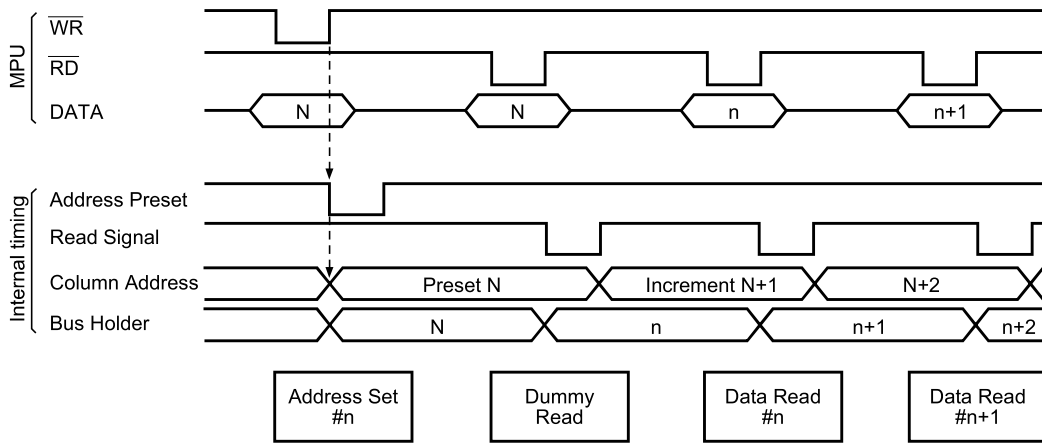 MPU
WR
RD
DATA
N
N
n
n+1
Internal timing
Address Preset
Read Signal
Column Address
Preset N
Increment N+1
N+2
Bus Holder
N
n
n+1
n+2
Address Set
#n
Dummy
Read
Data Read
#n
Data Read
#n+1